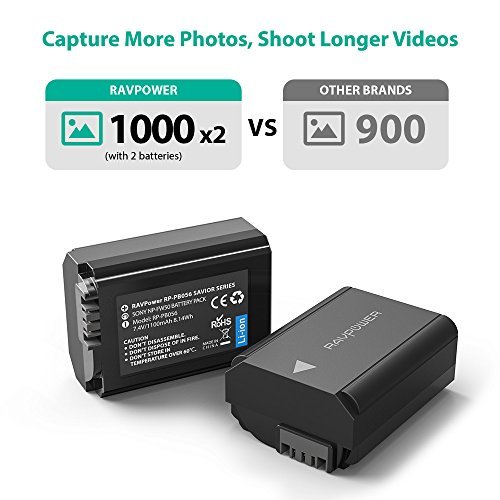 Capture More Photos, Shoot Longer Videos
RAVPOWER
1000 x2
(with 2 batteries)
VS
OTHER BRANDS
900
RAVPower RP-PB056 SAVIOR SERIES
SONY NP-FW50 BATTERY PACK
Model: RP-PB056
7.4V/1100mAh 8.14Wh
CAUTION:
• DON'T DISASSEMBLE.
• DON'T DISPOSE OF IN FIRE.
• DON'T STORE IN
TEMPERATURE OVER 60°C.
RoHS
MADE IN
CHINA
Li-ion
RAVPOWER